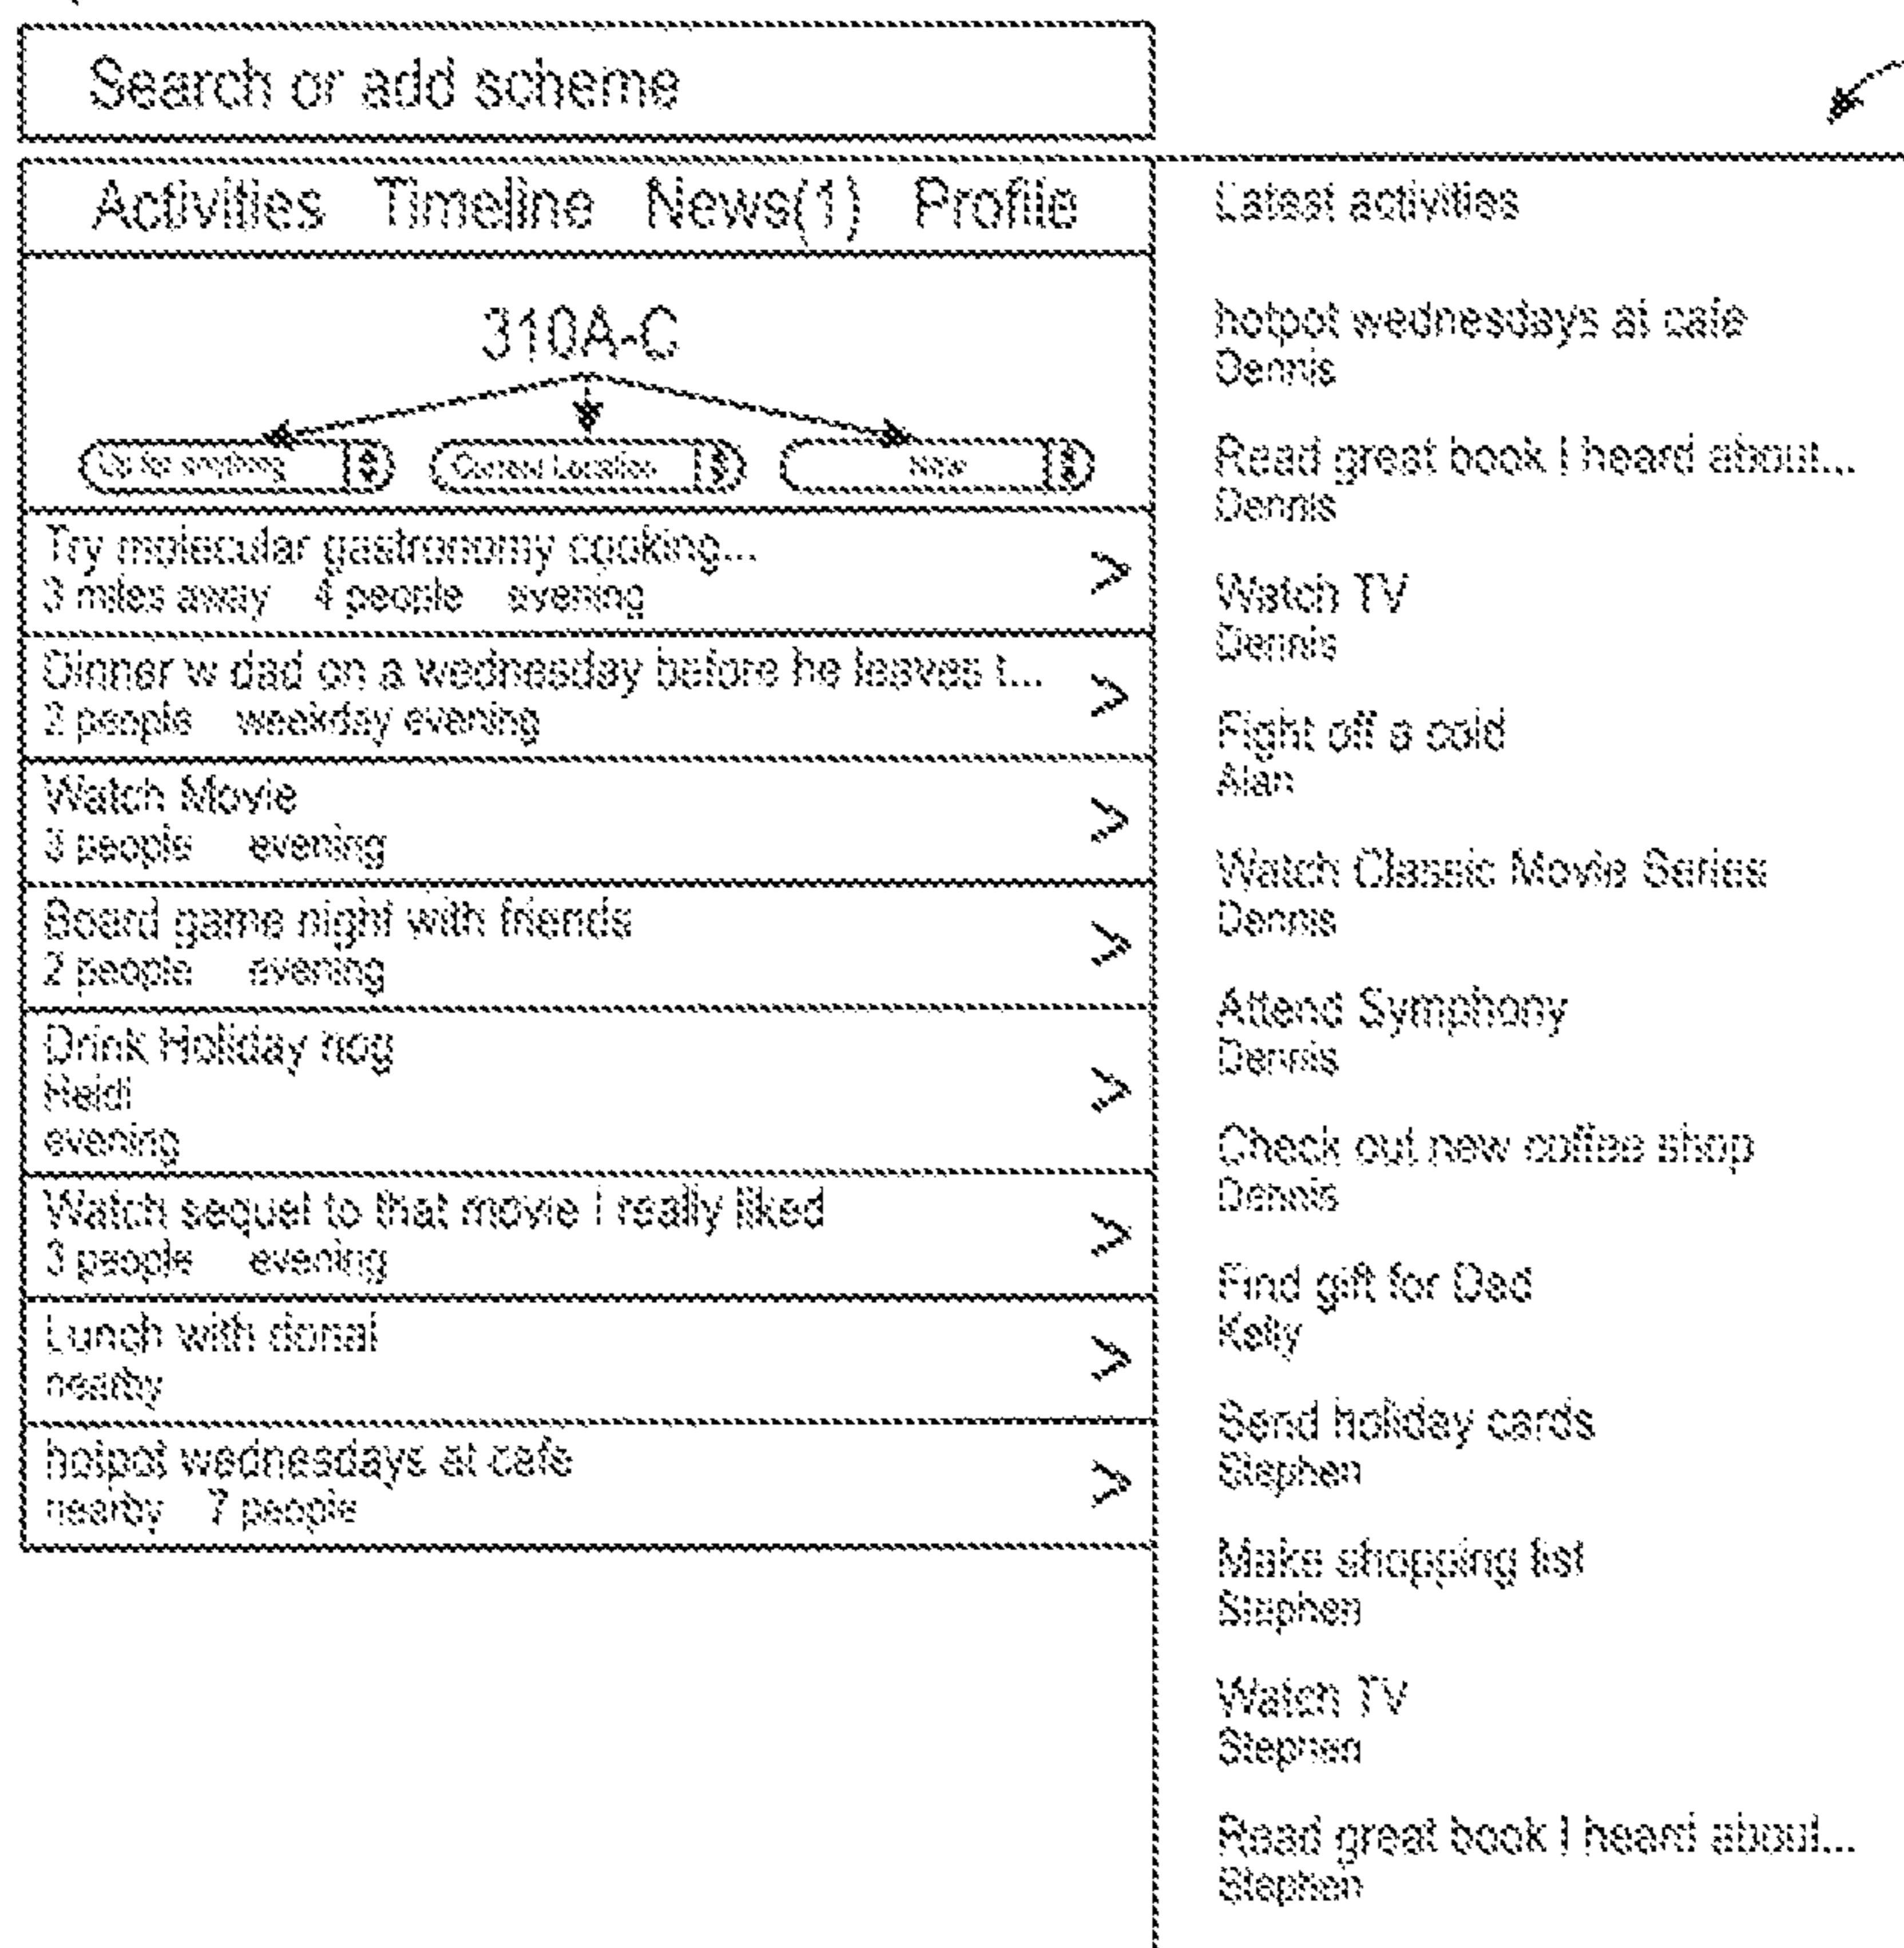 Search or add scheme
Activities Timeline News(1) Profile
310A-C
Up for anything Current Location Now
Try molecular gastronomy cooking...
3 miles away 4 people evening
Dinner w dad on a wednesday before he leaves t...
2 people weekday evening
Watch Movie
3 people evening
Board game night with friends
2 people evening
Drink Holiday nog
Heidi
evening
Watch sequel to that movie I really liked
3 people evening
Lunch with donal
nearby
hotpot wednesdays at cafe
nearby 7 people
Latest activities
hotpot wednesdays at cafe
Dennis
Read great book I heard about...
Dennis
Watch TV
Dennis
Fight off a cold
Alan
Watch Classic Movie Series
Dennis
Attend Symphony
Dennis
Check out new coffee shop
Dennis
Find gift for Dad
Kelly
Send holiday cards
Stephen
Make shopping list
Stephen
Watch TV
Stephen
Read great book I heard about...
Stephen